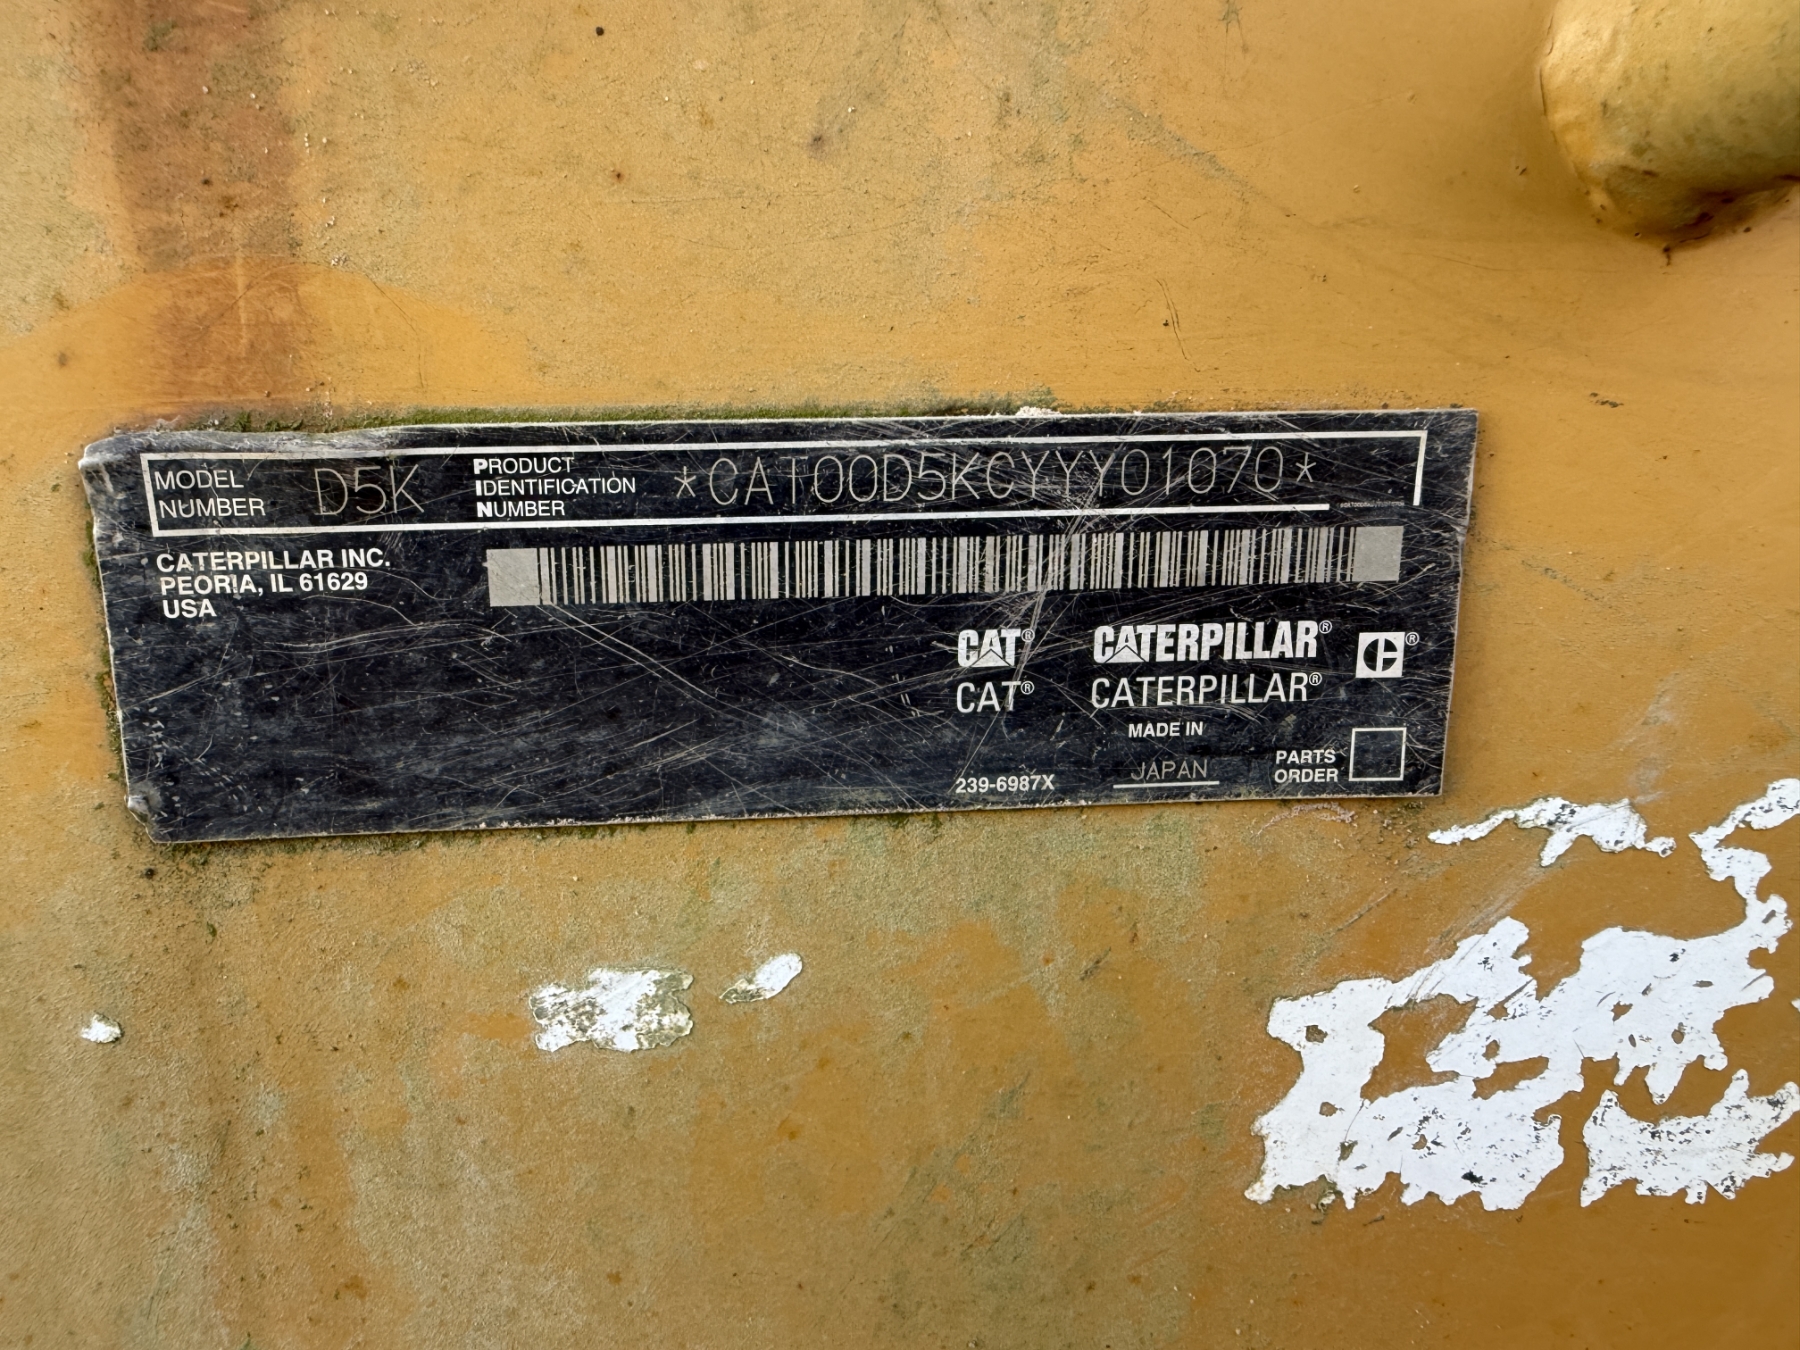 MODEL NUMBER D5K
PRODUCT IDENTIFICATION NUMBER *CAT00D5KCYYY01070*
CATERPILLAR INC.
PEORIA, IL 61629
USA
CAT® CATERPILLAR® C®
CAT® CATERPILLAR®
MADE IN
JAPAN
239-6987X
PARTS
ORDER